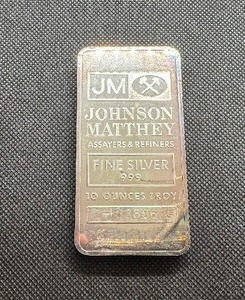 JM
JOHNSON
MATTHEY
ASSAYERS & REFINERS
FINE SILVER
999
10 OUNCES TROY